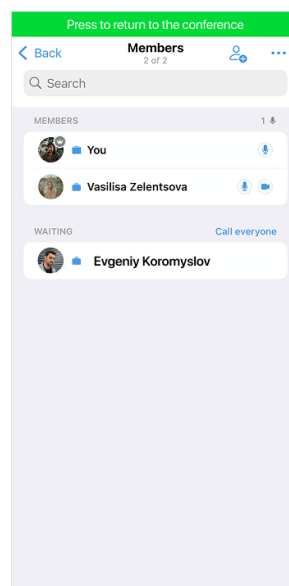 Press to return to the conference
Back
Members
2 of 2
Search
MEMBERS
1
You
Vasilisa Zelentsova
WAITING
Call everyone
Evgeniy Koromyslov